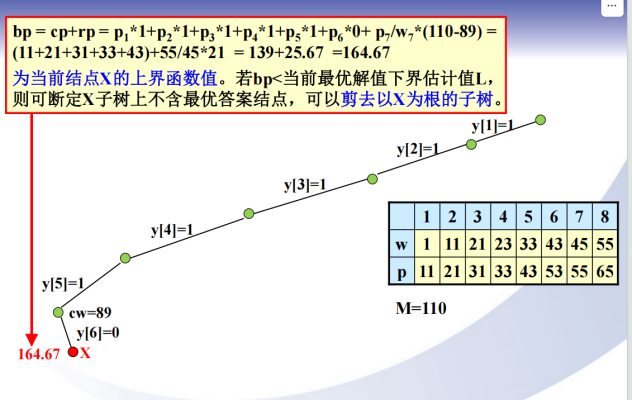 bp = cp+rp = p₁*1+p₂*1+p₃*1+p₄*1+p₅*1+p₆*0+ p₇/w₇*(110-89) =
(11+21+31+33+43)+55/45*21 = 139+25.67 =164.67
为当前结点X的上界函数值。若bp<当前最优解值下界估计值L，
则可断定X子树上不含最优答案结点，可以剪去以X为根的子树。
y[1]=1
y[2]=1
y[3]=1
y[4]=1
y[5]=1
cw=89
y[6]=0
164.67 X
1 2 3 4 5 6 7 8
w 1 11 21 23 33 43 45 55
p 11 21 31 33 43 53 55 65
M=110